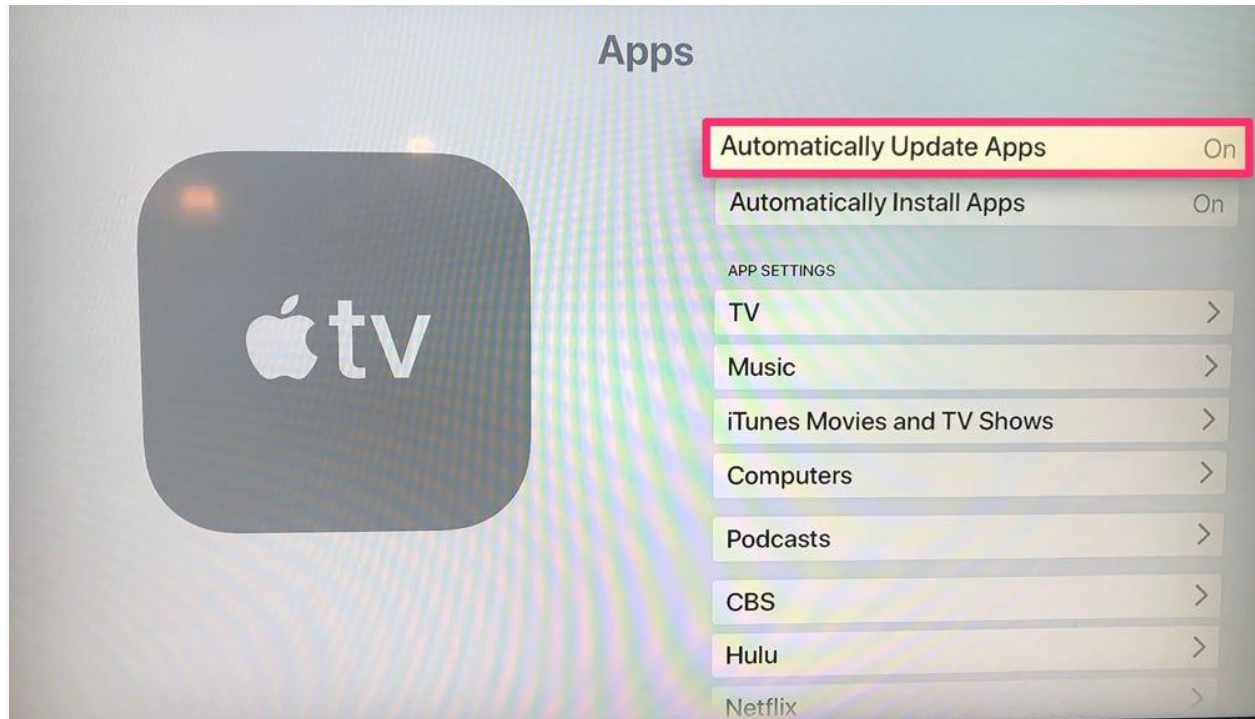 Apps
tv
Automatically Update Apps On
Automatically Install Apps On
APP SETTINGS
TV
Music
iTunes Movies and TV Shows
Computers
Podcasts
CBS
Hulu
Netflix